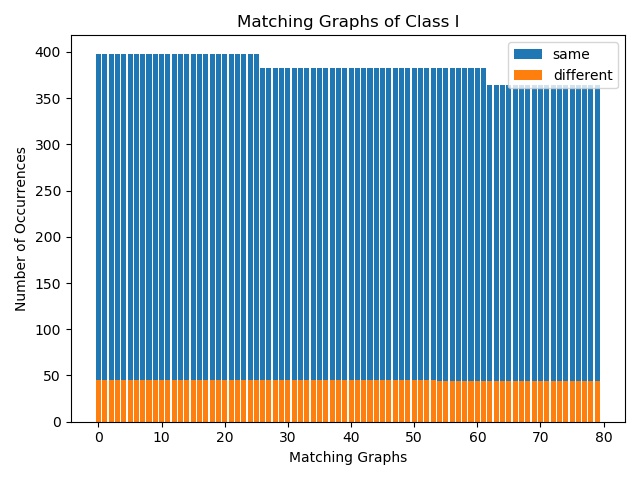 Matching Graphs of Class I
same
different
Number of Occurrences
400
350
300
250
200
150
100
50
0
0 10 20 30 40 50 60 70 80
Matching Graphs